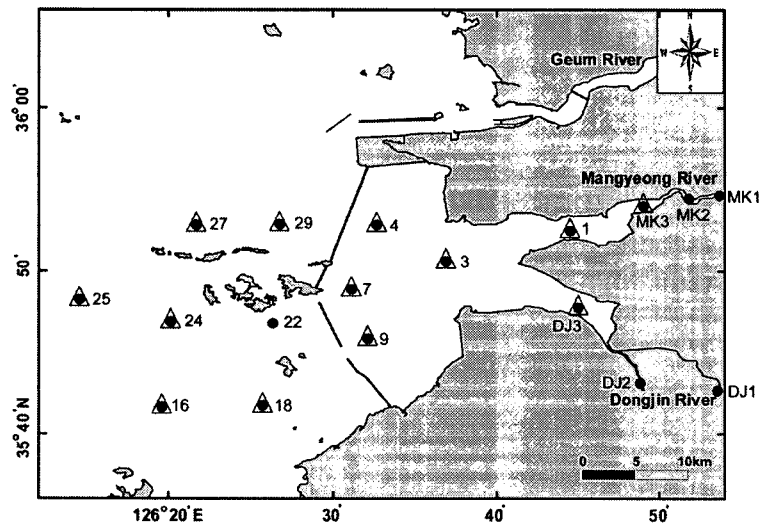 N
W E
S
Geum River
36° 00'
Mangyeong River
MK1
MK2
MK3
27
29
4
1
3
50'
25
7
24
22
9
DJ3
DJ2
DJ1
Dongjin River
16
18
35° 40' N
0 5 10km
126° 20' E
30'
40'
50'